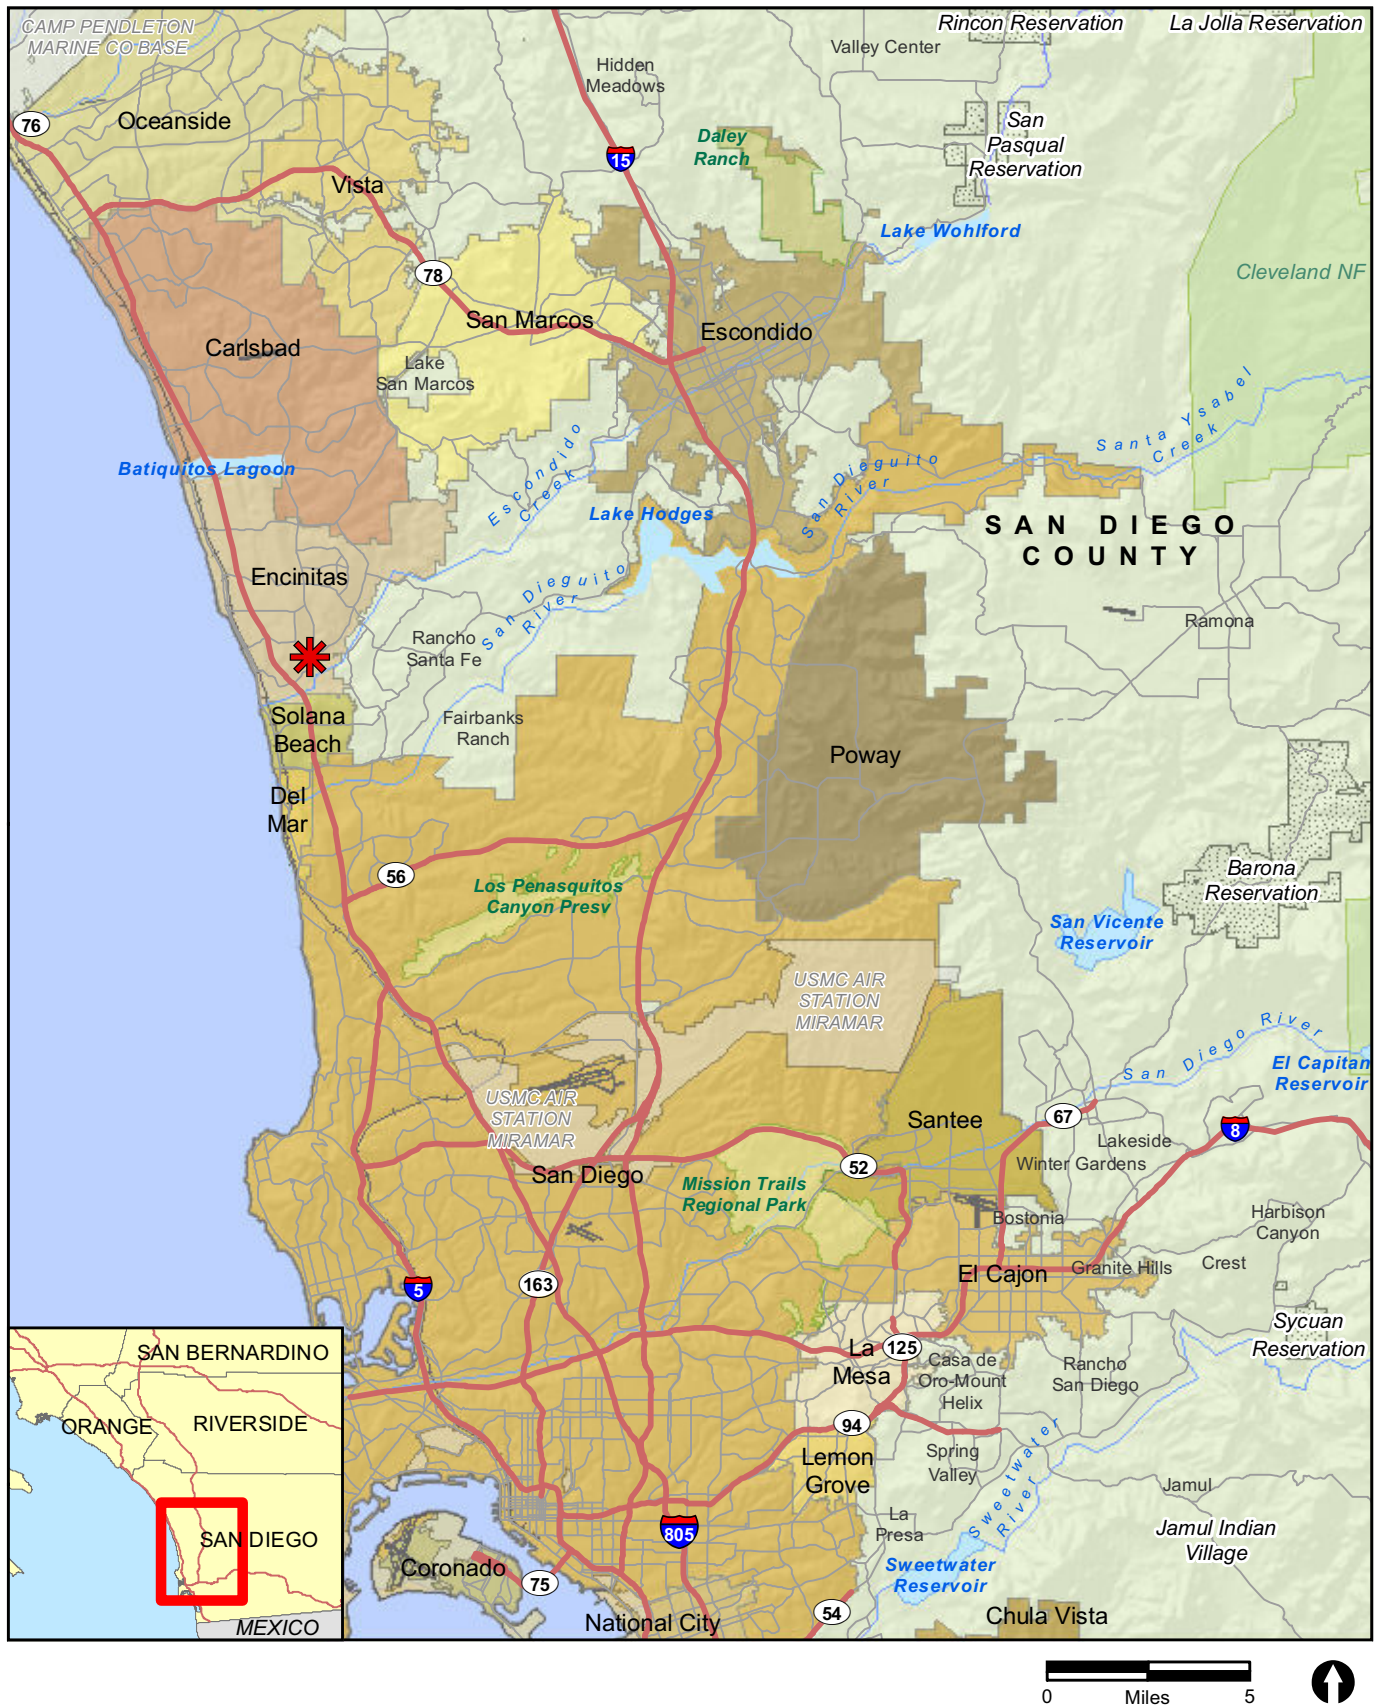 CAMP PENDLETON
MARINE CO BASE
Rincon Reservation
La Jolla Reservation
Valley Center
Hidden
Meadows
76
Oceanside
15
Daley
Ranch
San
Pasqual
Reservation
Vista
Lake Wohlford
78
Cleveland NF
San Marcos
Escondido
Carlsbad
Lake
San Marcos
Santa Ysabel
Creek
Batiquitos Lagoon
Escondido
Creek
San Dieguito
River
Lake Hodges
SAN DIEGO
COUNTY
Encinitas
San Dieguito
River
Ramona
Rancho
Santa Fe
Solana
Beach
Fairbanks
Ranch
Poway
Del
Mar
56
Los Penasquitos
Canyon Presv
Barona
Reservation
San Vicente
Reservoir
USMC AIR
STATION
MIRAMAR
San Diego River
El Capitan
Reservoir
USMC AIR
STATION
MIRAMAR
Santee
67
8
Lakeside
Winter Gardens
San Diego
52
Mission Trails
Regional Park
Bostonia
Harbison
Canyon
El Cajon
Granite Hills
Crest
5
163
Sycuan
Reservation
La
Mesa
125
Casa de
Oro-Mount
Helix
Rancho
San Diego
94
Lemon
Grove
Spring
Valley
Sweetwater
River
Jamul
La
Presa
Jamul Indian
Village
805
Coronado
75
Sweetwater
Reservoir
54
National City
Chula Vista
SAN BERNARDINO
ORANGE
RIVERSIDE
SAN DIEGO
MEXICO
0
Miles
5